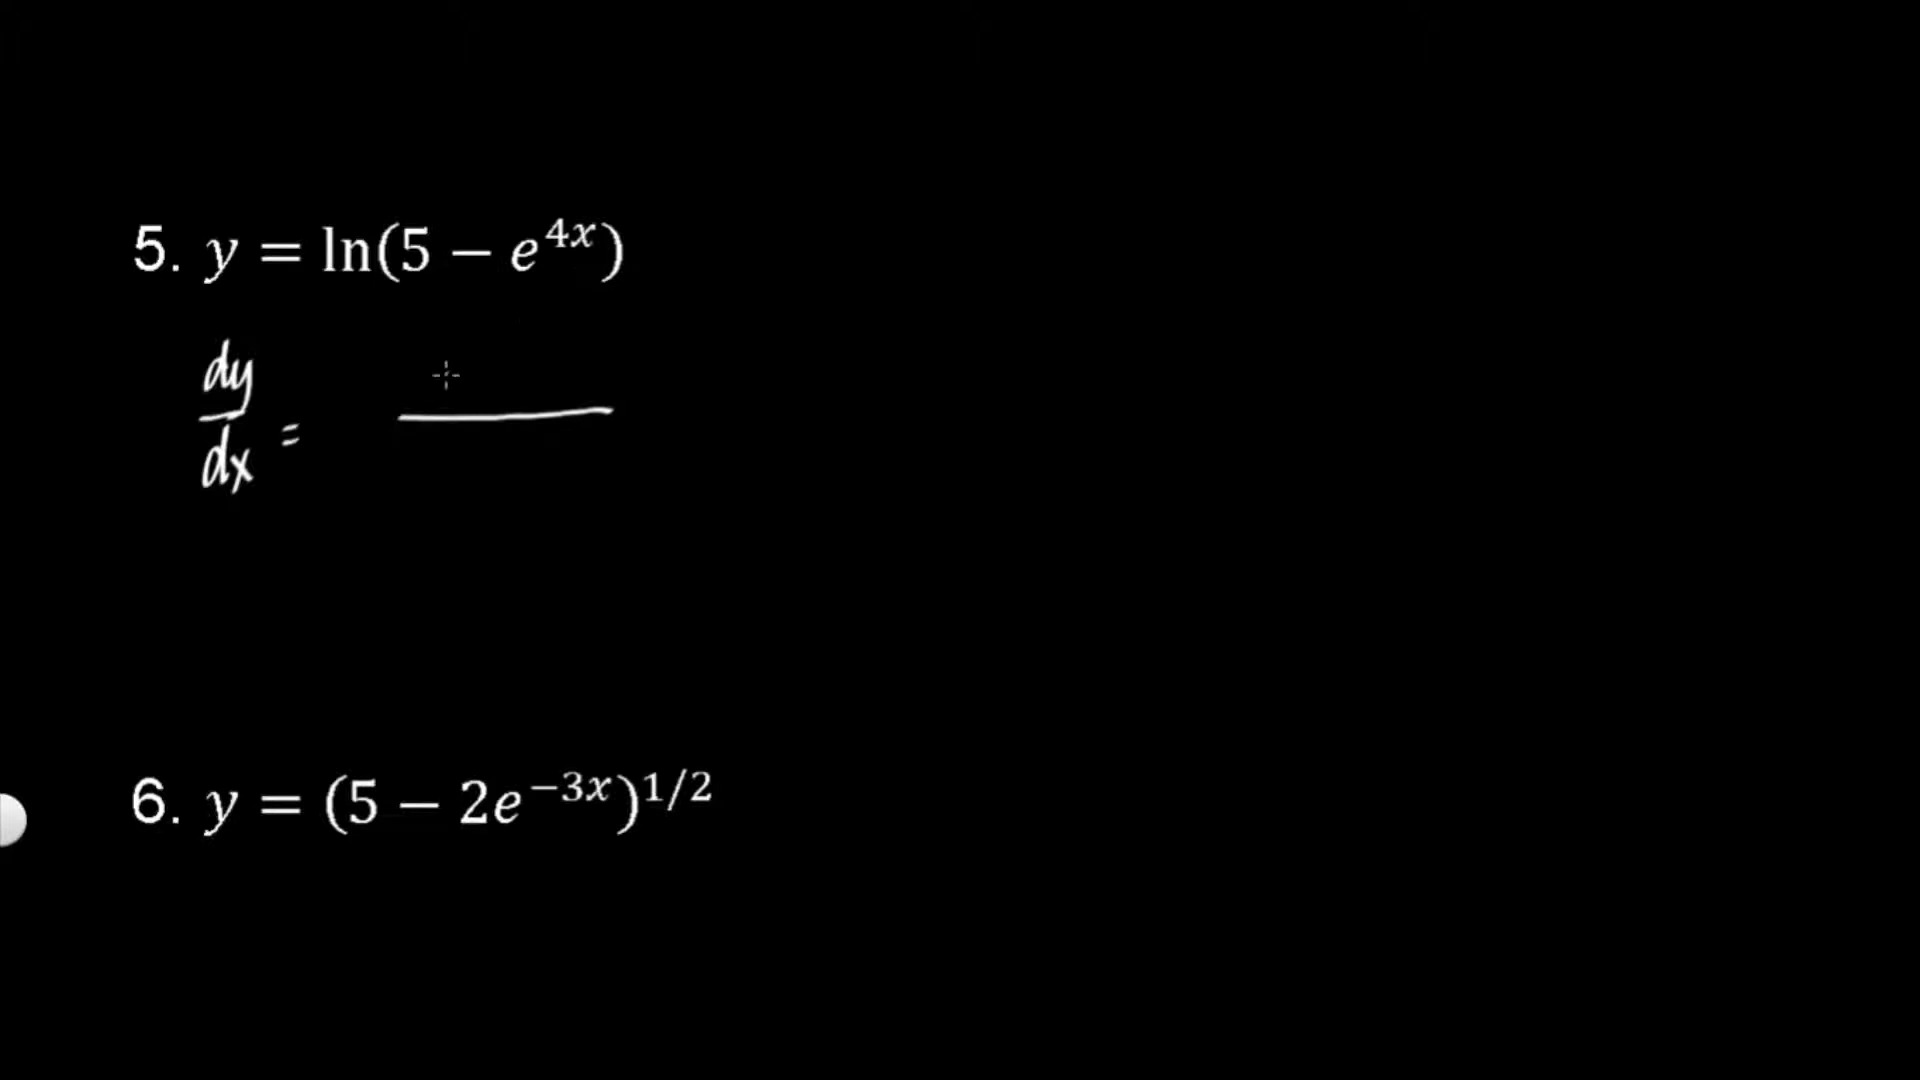 5. y = ln(5 − e^{4x})
dy/dx =
6. y = (5 − 2e^{−3x})^{1/2}